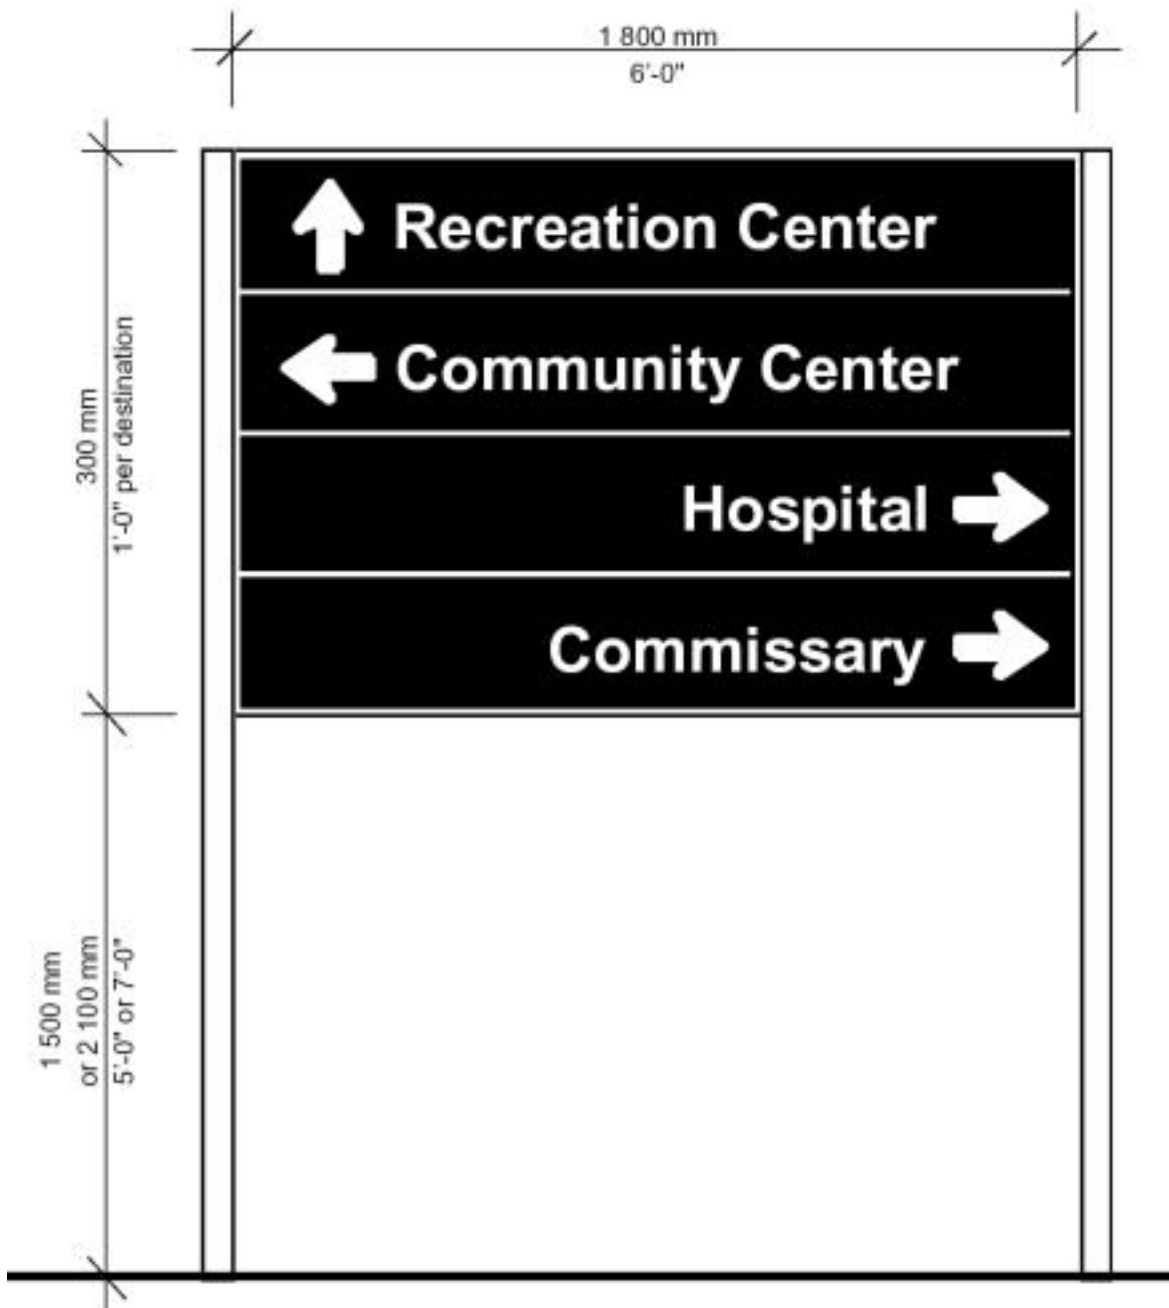 1 800 mm
6'-0"
Recreation Center
Community Center
Hospital
Commissary
300 mm
1'-0" per destination
1 500 mm
or 2 100 mm
5'-0" or 7'-0"